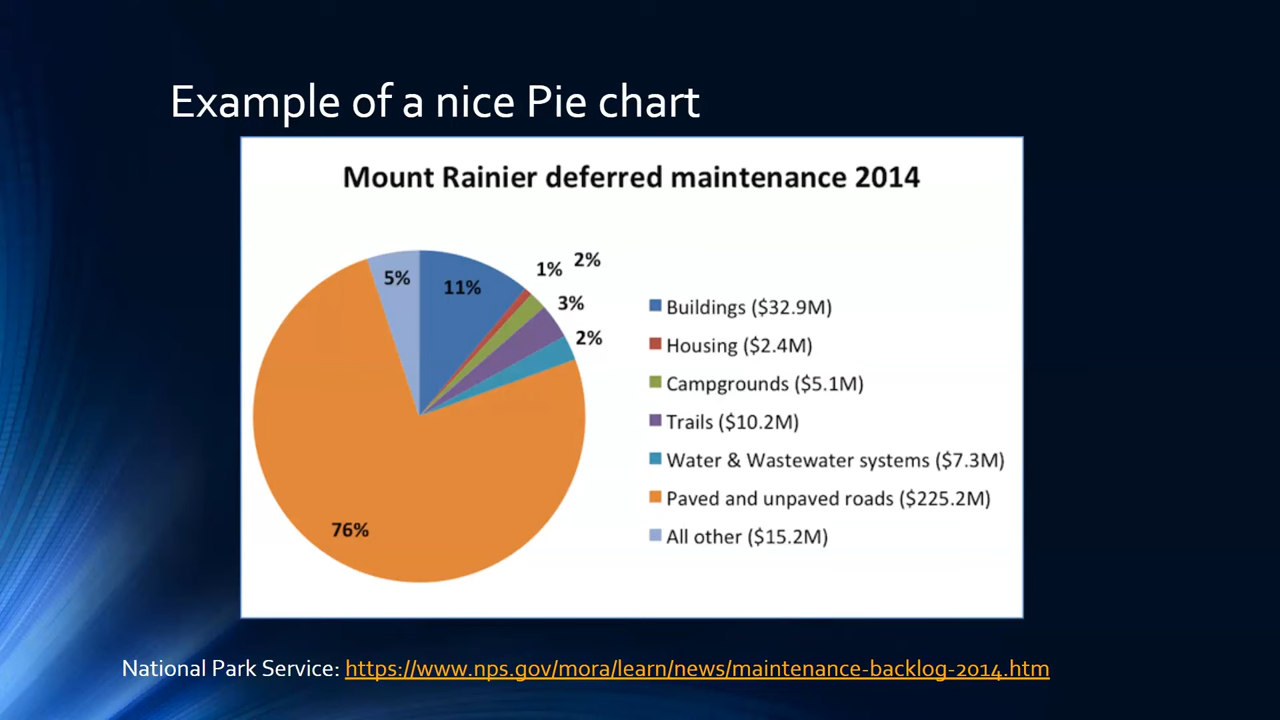 Example of a nice Pie chart
Mount Rainier deferred maintenance 2014
5%
11%
1%
2%
3%
2%
76%
Buildings ($32.9M)
Housing ($2.4M)
Campgrounds ($5.1M)
Trails ($10.2M)
Water & Wastewater systems ($7.3M)
Paved and unpaved roads ($225.2M)
All other ($15.2M)
National Park Service: https://www.nps.gov/mora/learn/news/maintenance-backlog-2014.htm